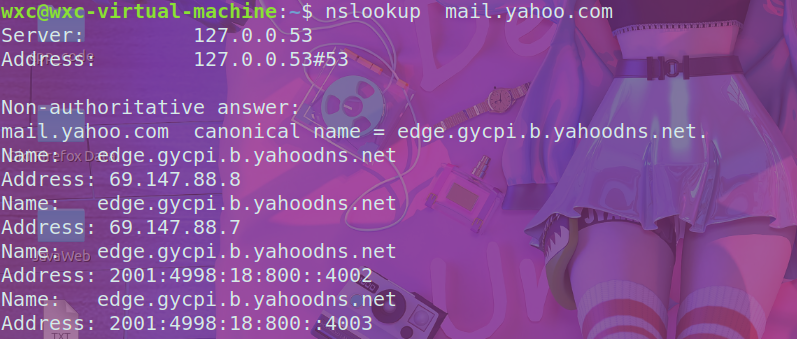 wxc@wxc-virtual-machine:~$ nslookup  mail.yahoo.com
Server:         127.0.0.53
Address:        127.0.0.53#53
Non-authoritative answer:
mail.yahoo.com  canonical name = edge.gycpi.b.yahoodns.net.
Name:   edge.gycpi.b.yahoodns.net
Address: 69.147.88.8
Name:   edge.gycpi.b.yahoodns.net
Address: 69.147.88.7
Name:   edge.gycpi.b.yahoodns.net
Address: 2001:4998:18:800::4002
Name:   edge.gycpi.b.yahoodns.net
Address: 2001:4998:18:800::4003
JavaWeb
TXT